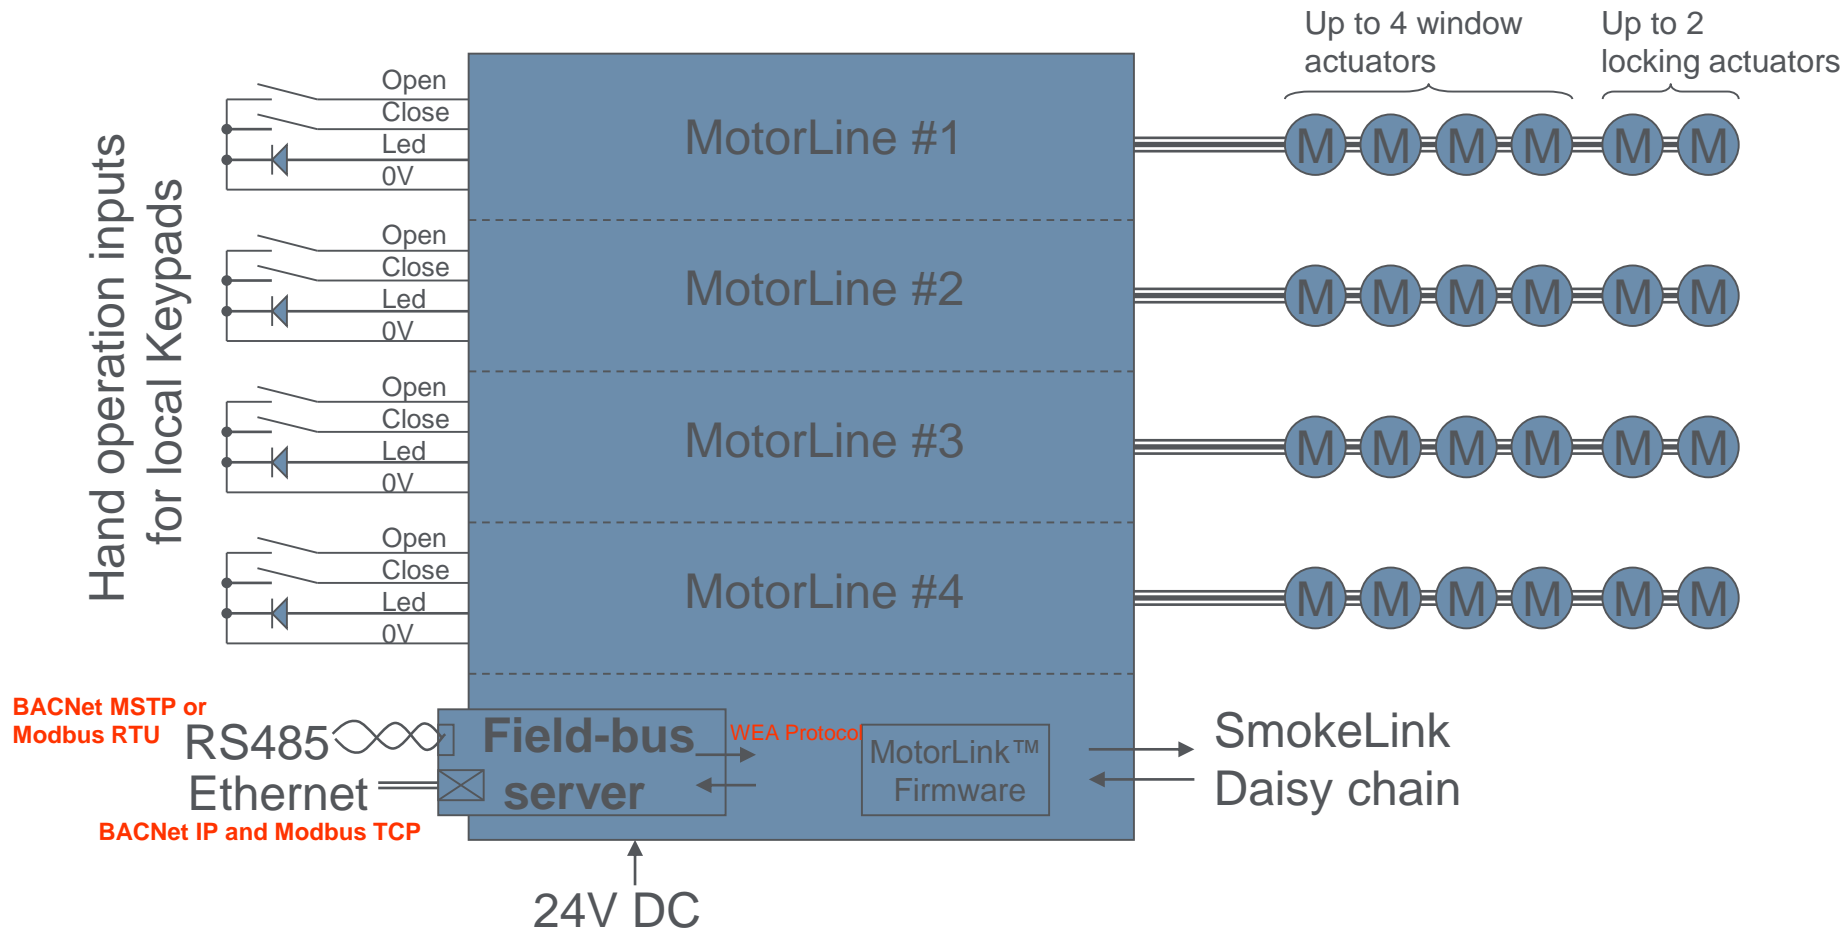 Up to 4 window
actuators
Up to 2
locking actuators
Hand operation inputs
for local Keypads
Open
Close
Led
0V
MotorLine #1
M M M M M M
Open
Close
Led
0V
MotorLine #2
M M M M M M
Open
Close
Led
0V
MotorLine #3
M M M M M M
Open
Close
Led
0V
MotorLine #4
M M M M M M
BACNet MSTP or
Modbus RTU
RS485
Ethernet
BACNet IP and Modbus TCP
Field-bus
server
WEA Protocol
MotorLink™
Firmware
SmokeLink
Daisy chain
24V DC